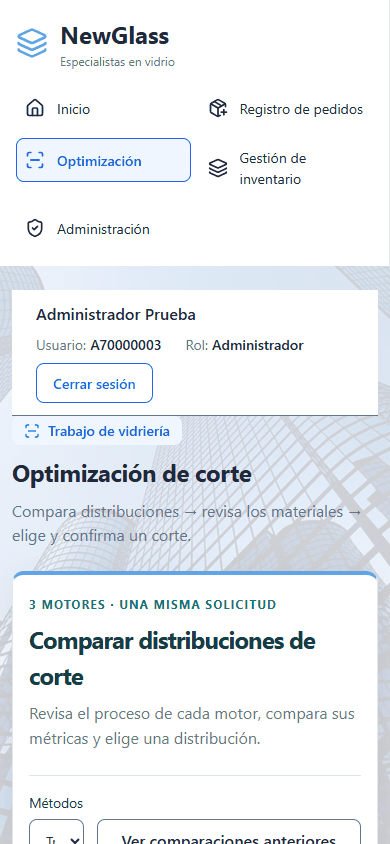 NewGlass
Especialistas en vidrio
Inicio
Registro de pedidos
Optimización
Gestión de
inventario
Administración
Administrador Prueba
Usuario: A70000003 Rol: Administrador
Cerrar sesión
Trabajo de vidriería
Optimización de corte
Compara distribuciones → revisa los materiales →
elige y confirma un corte.
3 MOTORES · UNA MISMA SOLICITUD
Comparar distribuciones de
corte
Revisa el proceso de cada motor, compara sus
métricas y elige una distribución.
Métodos
Ver comparaciones anteriores